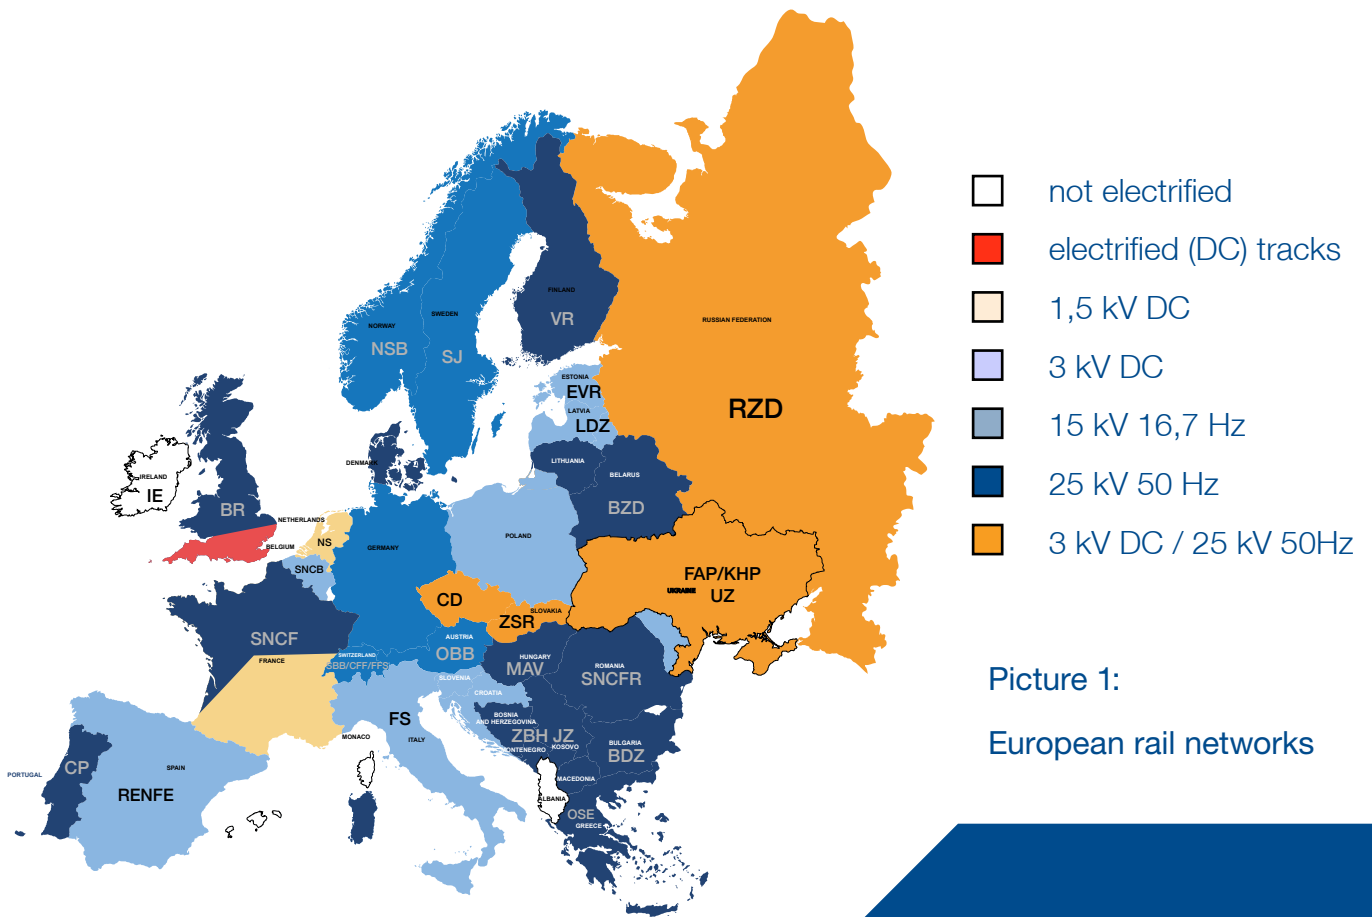 not electrified
electrified (DC) tracks
1,5 kV DC
3 kV DC
15 kV 16,7 Hz
25 kV 50 Hz
3 kV DC / 25 kV 50Hz
Picture 1:
European rail networks
FINLAND
VR
NORWAY
NSB
SWEDEN
SJ
RUSSIAN FEDERATION
RZD
ESTONIA
EVR
LATVIA
LDZ
LITHUANIA
BELARUS
BZD
DENMARK
IRELAND
IE
BR
NETHERLANDS
NS
BELGIUM
SNCB
GERMANY
POLAND
FAP/KHP
UKRAINE
UZ
CD
SLOVAKIA
ZSR
SNCF
FRANCE
SWITZERLAND
SBB/CFF/FFS
AUSTRIA
OBB
HUNGARY
MAV
ROMANIA
SNCFR
SLOVENIA
CROATIA
BOSNIA
AND HERZEGOVINA
ZBH JZ
MONTENEGRO
KOSOVO
BULGARIA
BDZ
MACEDONIA
ALBANIA
OSE
GREECE
MONACO
FS
ITALY
PORTUGAL
CP
SPAIN
RENFE